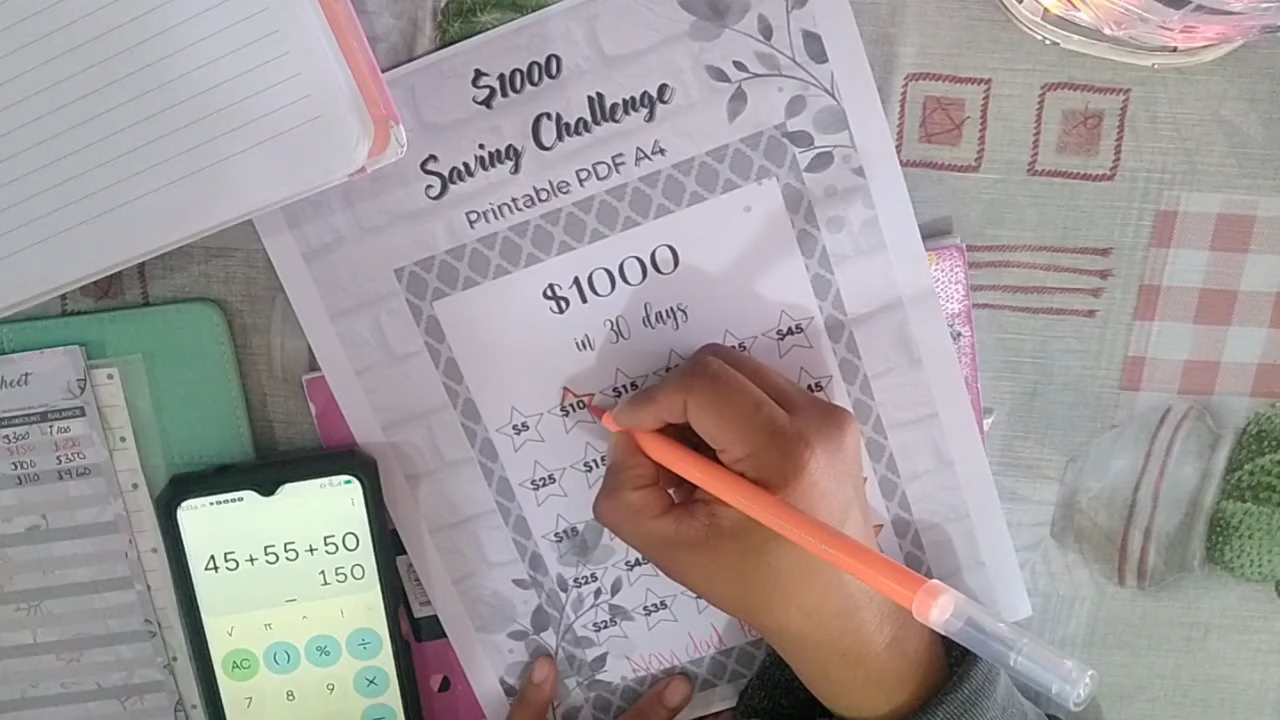 $1000
Saving Challenge
Printable PDF A4
$1000
in 30 days
$45
$15
$10
$5
45
$15
$25
$15
$45
$25
$35
$25
heet
AMOUNT BALANCE
$300 $100
$150 $250
$100 $350
$110 $460
45+55+50
150
√ π ^ !
AC ( ) % ÷
7 8 9 ×
−